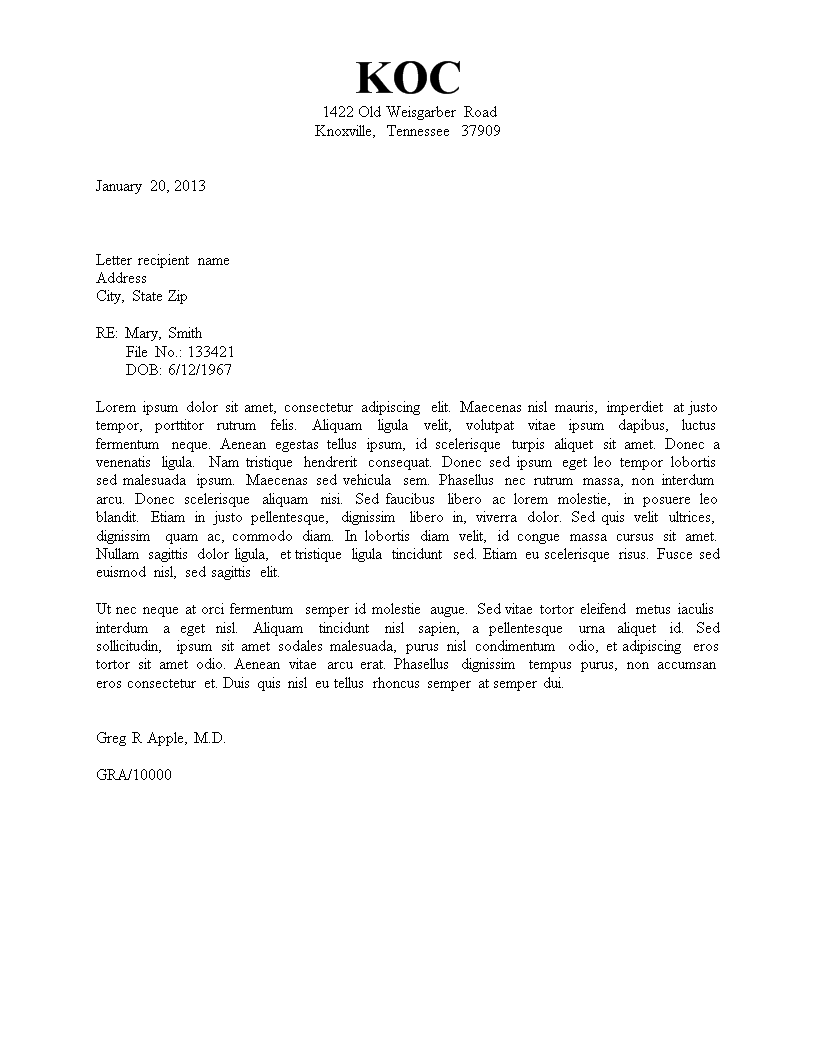 KOC
1422 Old Weisgarber Road
Knoxville, Tennessee 37909
January 20, 2013
Letter recipient name
Address
City, State Zip
RE: Mary, Smith
File No.: 133421
DOB: 6/12/1967
Lorem ipsum dolor sit amet, consectetur adipiscing elit. Maecenas nisl mauris, imperdiet at justo
tempor, porttitor rutrum felis. Aliquam ligula velit, volutpat vitae ipsum dapibus, luctus
fermentum neque. Aenean egestas tellus ipsum, id scelerisque turpis aliquet sit amet. Donec a
venenatis ligula. Nam tristique hendrerit consequat. Donec sed ipsum eget leo tempor lobortis
sed malesuada ipsum. Maecenas sed vehicula sem. Phasellus nec rutrum massa, non interdum
arcu. Donec scelerisque aliquam nisi. Sed faucibus libero ac lorem molestie, in posuere leo
blandit. Etiam in justo pellentesque, dignissim libero in, viverra dolor. Sed quis velit ultrices,
dignissim quam ac, commodo diam. In lobortis diam velit, id congue massa cursus sit amet.
Nullam sagittis dolor ligula, et tristique ligula tincidunt sed. Etiam eu scelerisque risus. Fusce sed
euismod nisl, sed sagittis elit.
Ut nec neque at orci fermentum semper id molestie augue. Sed vitae tortor eleifend metus iaculis
interdum a eget nisl. Aliquam tincidunt nisl sapien, a pellentesque urna aliquet id. Sed
sollicitudin, ipsum sit amet sodales malesuada, purus nisl condimentum odio, et adipiscing eros
tortor sit amet odio. Aenean vitae arcu erat. Phasellus dignissim tempus purus, non accumsan
eros consectetur et. Duis quis nisl eu tellus rhoncus semper at semper dui.
Greg R Apple, M.D.
GRA/10000